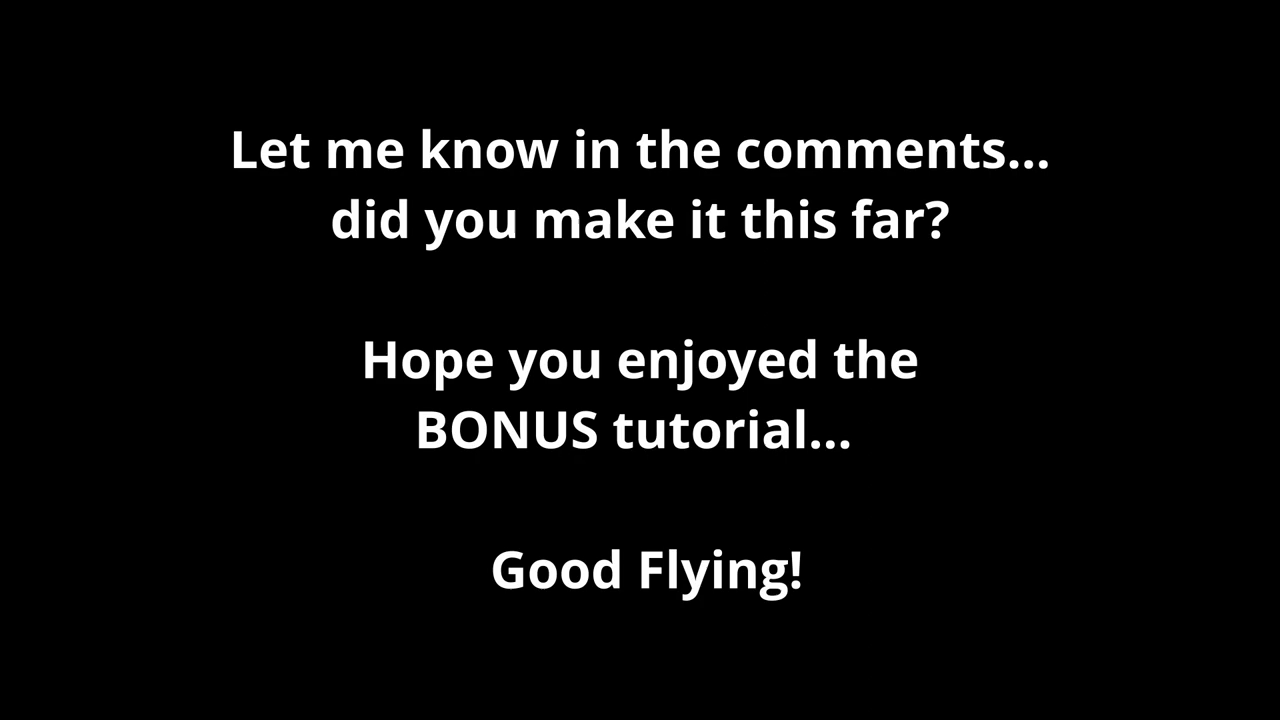 Let me know in the comments...
did you make it this far?
Hope you enjoyed the
BONUS tutorial...
Good Flying!